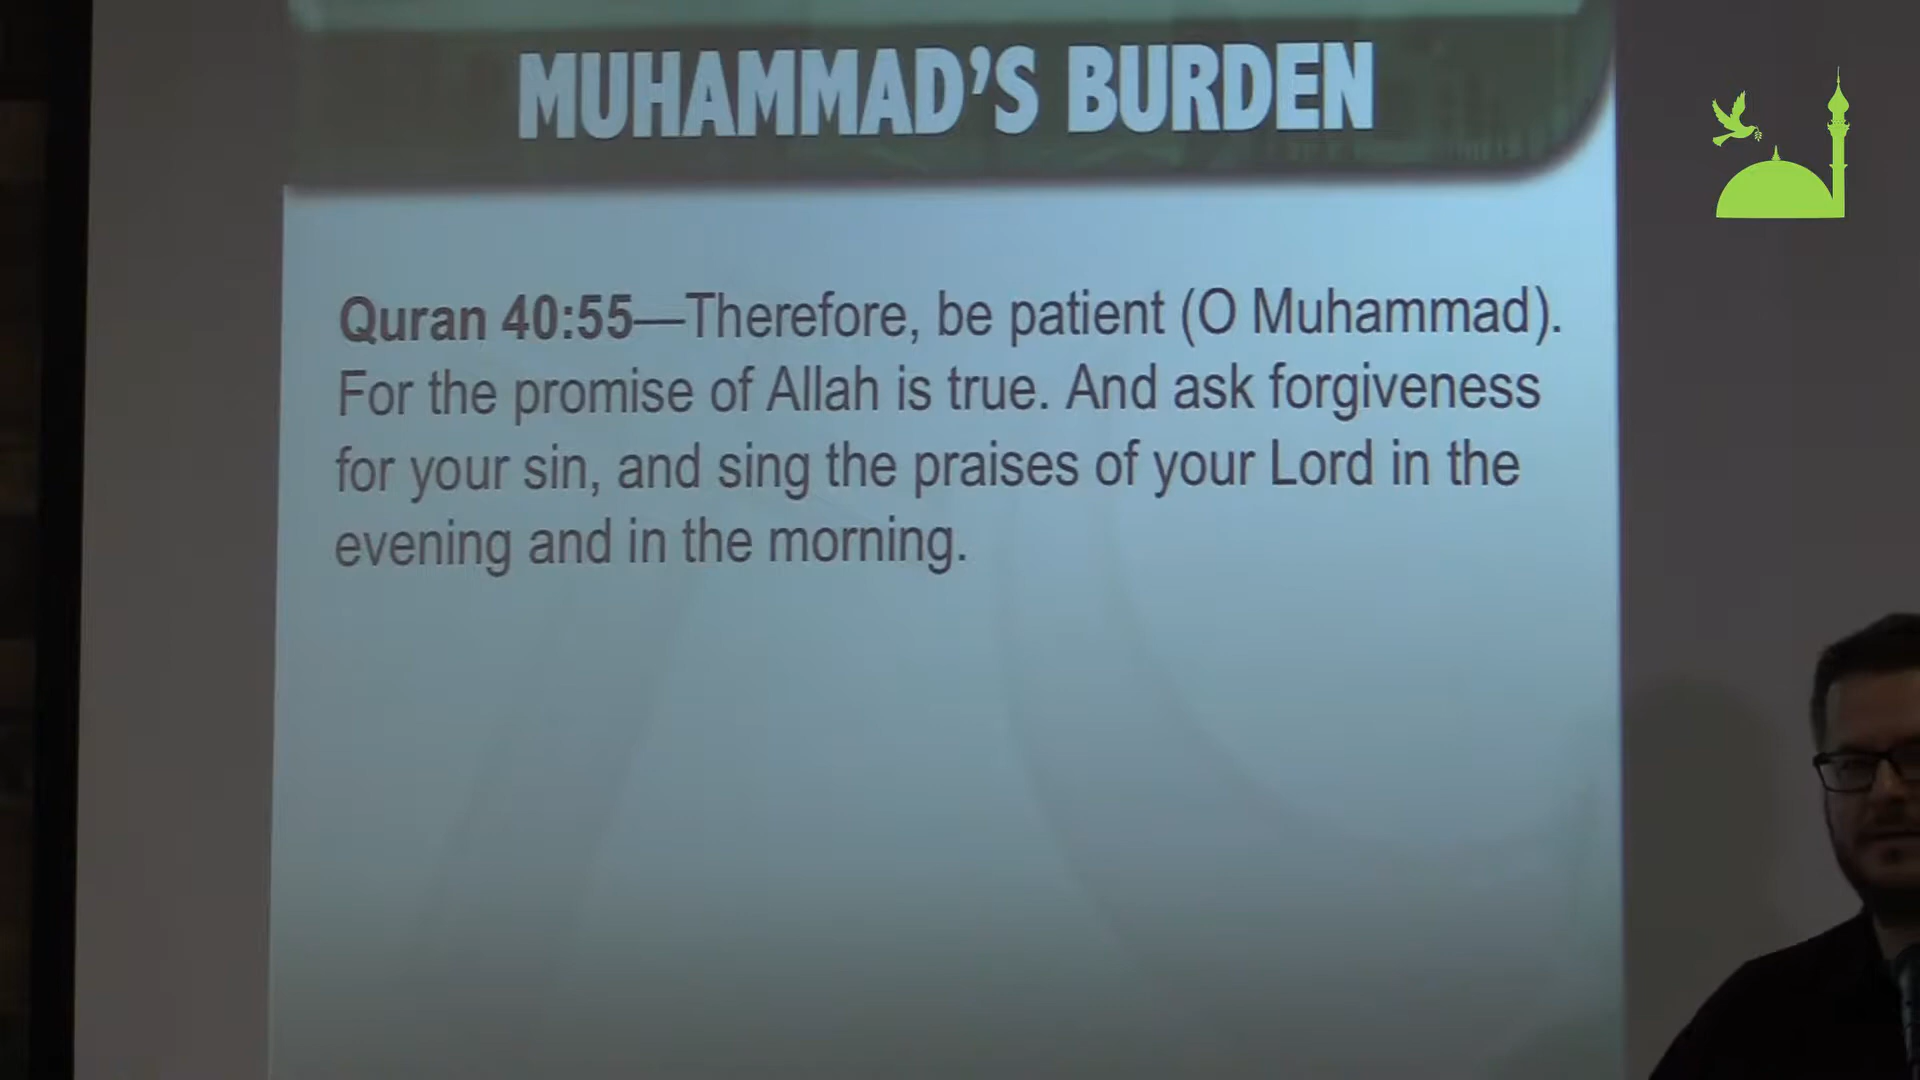 MUHAMMAD'S BURDEN
Quran 40:55—Therefore, be patient (O Muhammad).
For the promise of Allah is true. And ask forgiveness
for your sin, and sing the praises of your Lord in the
evening and in the morning.